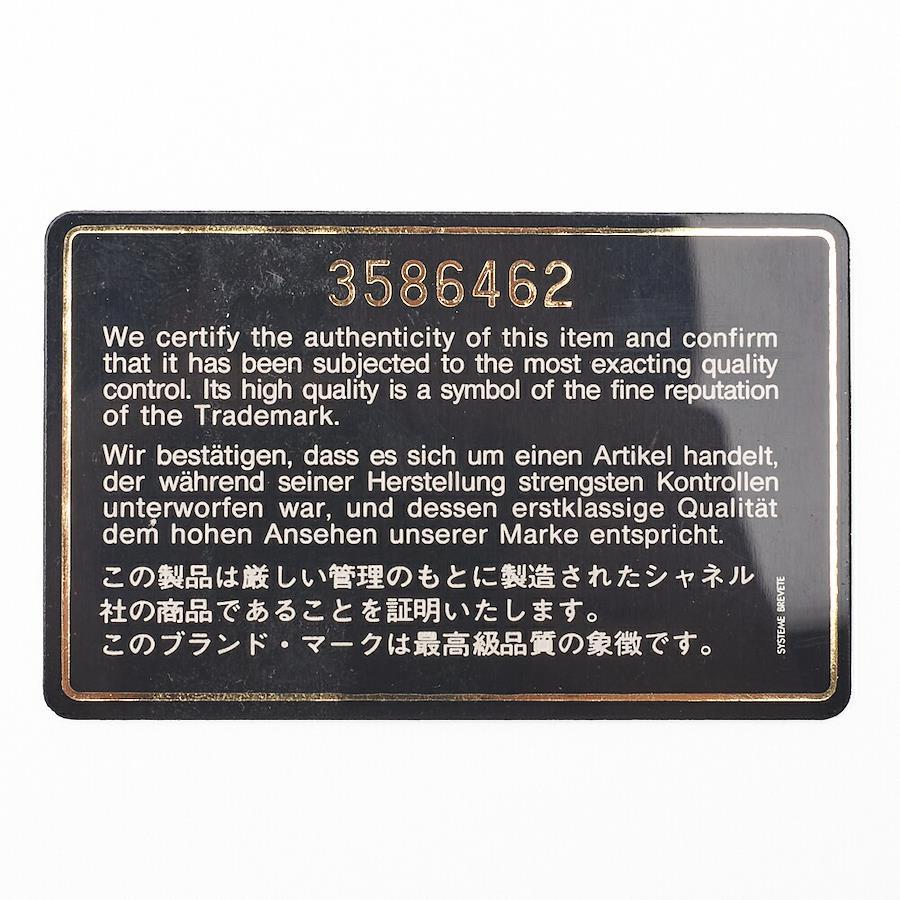 3586462
We certify the authenticity of this item and confirm
that it has been subjected to the most exacting quality
control. Its high quality is a symbol of the fine reputation
of the Trademark.
Wir bestätigen, dass es sich um einen Artikel handelt,
der während seiner Herstellung strengsten Kontrollen
unterworfen war, und dessen erstklassige Qualität
dem hohen Ansehen unserer Marke entspricht.
この製品は厳しい管理のもとに製造されたシャネル
社の商品であることを証明いたします。
このブランド・マークは最高級品質の象徴です。
SYSTEME BREVETE